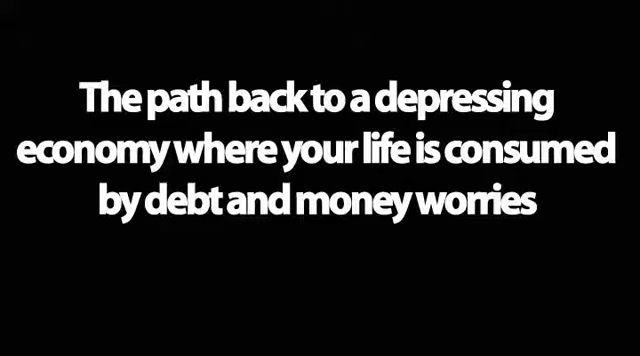 The path back to a depressing
economy where your life is consumed
by debt and money worries